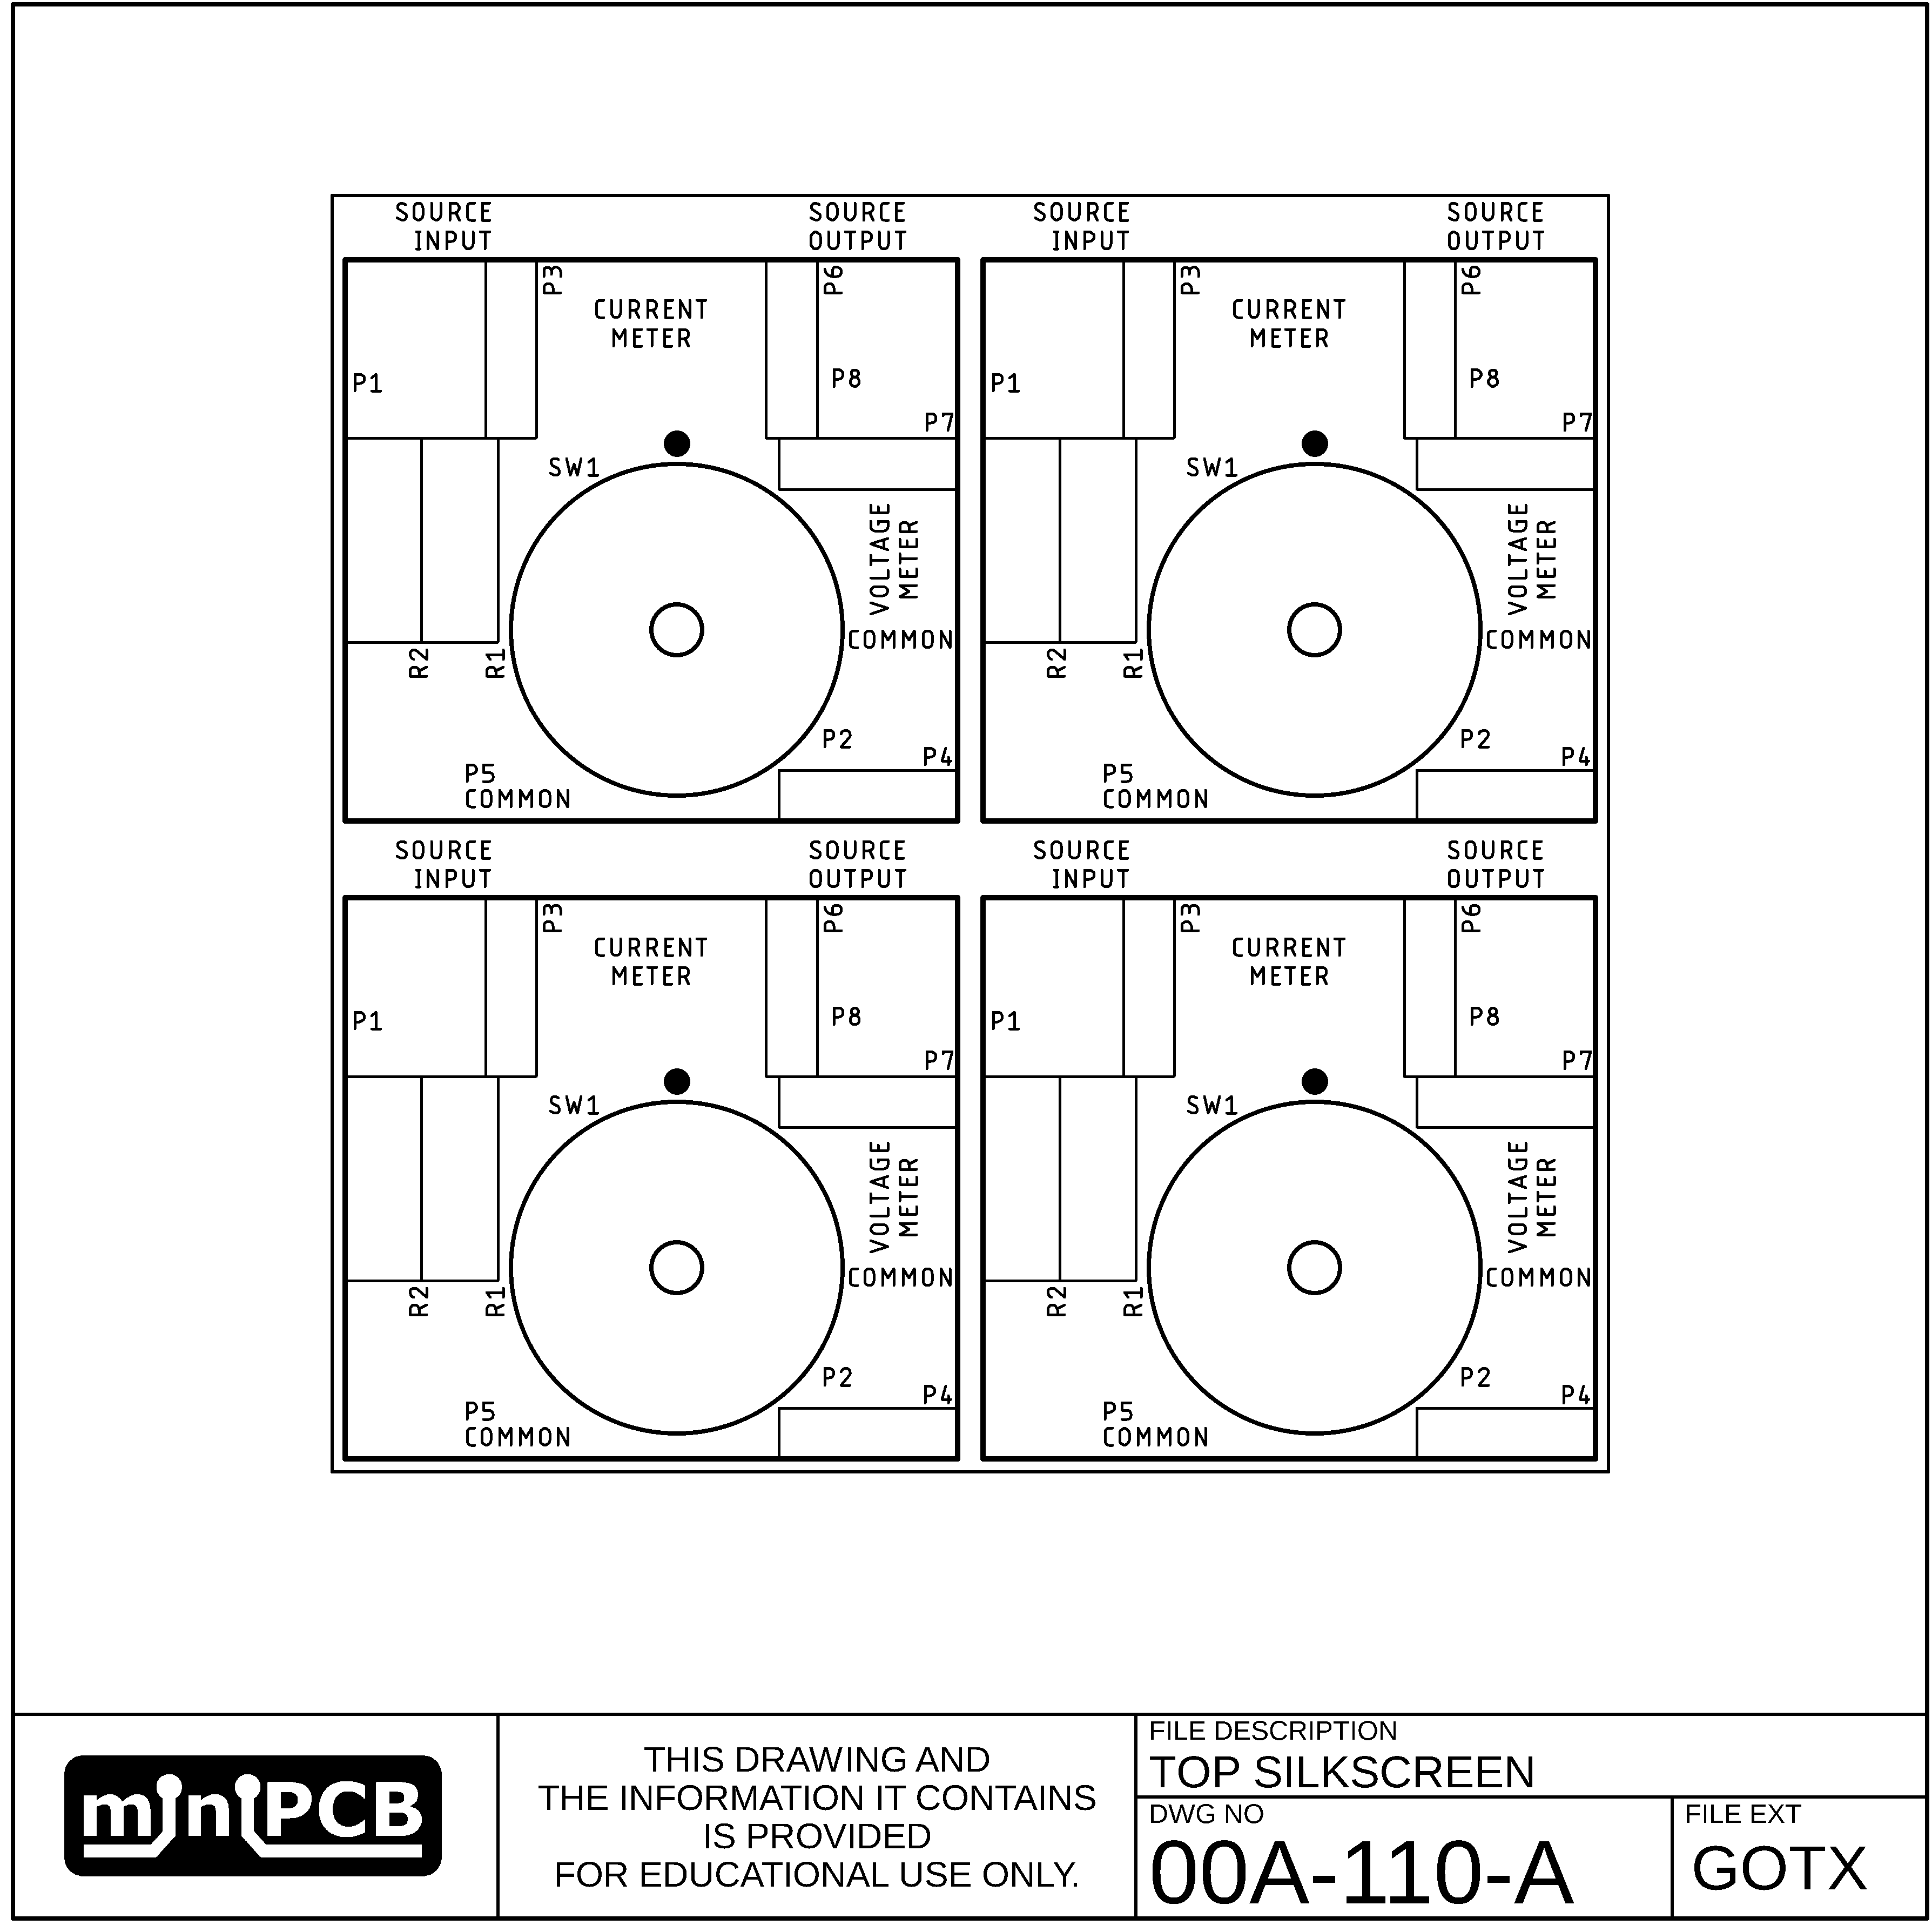 SOURCE
INPUT
SOURCE
OUTPUT
P3
CURRENT
METER
P6
P1
P8
P7
SW1
VOLTAGE
METER
COMMON
R2
R1
P2
P4
P5
COMMON
SOURCE
INPUT
SOURCE
OUTPUT
P3
CURRENT
METER
P6
P1
P8
P7
SW1
VOLTAGE
METER
COMMON
R2
R1
P2
P4
P5
COMMON
SOURCE
INPUT
SOURCE
OUTPUT
P3
CURRENT
METER
P6
P1
P8
P7
SW1
VOLTAGE
METER
COMMON
R2
R1
P2
P4
P5
COMMON
SOURCE
INPUT
SOURCE
OUTPUT
P3
CURRENT
METER
P6
P1
P8
P7
SW1
VOLTAGE
METER
COMMON
R2
R1
P2
P4
P5
COMMON
miniPCB
THIS DRAWING AND
THE INFORMATION IT CONTAINS
IS PROVIDED
FOR EDUCATIONAL USE ONLY.
FILE DESCRIPTION
TOP SILKSCREEN
DWG NO
00A-110-A
FILE EXT
GOTX